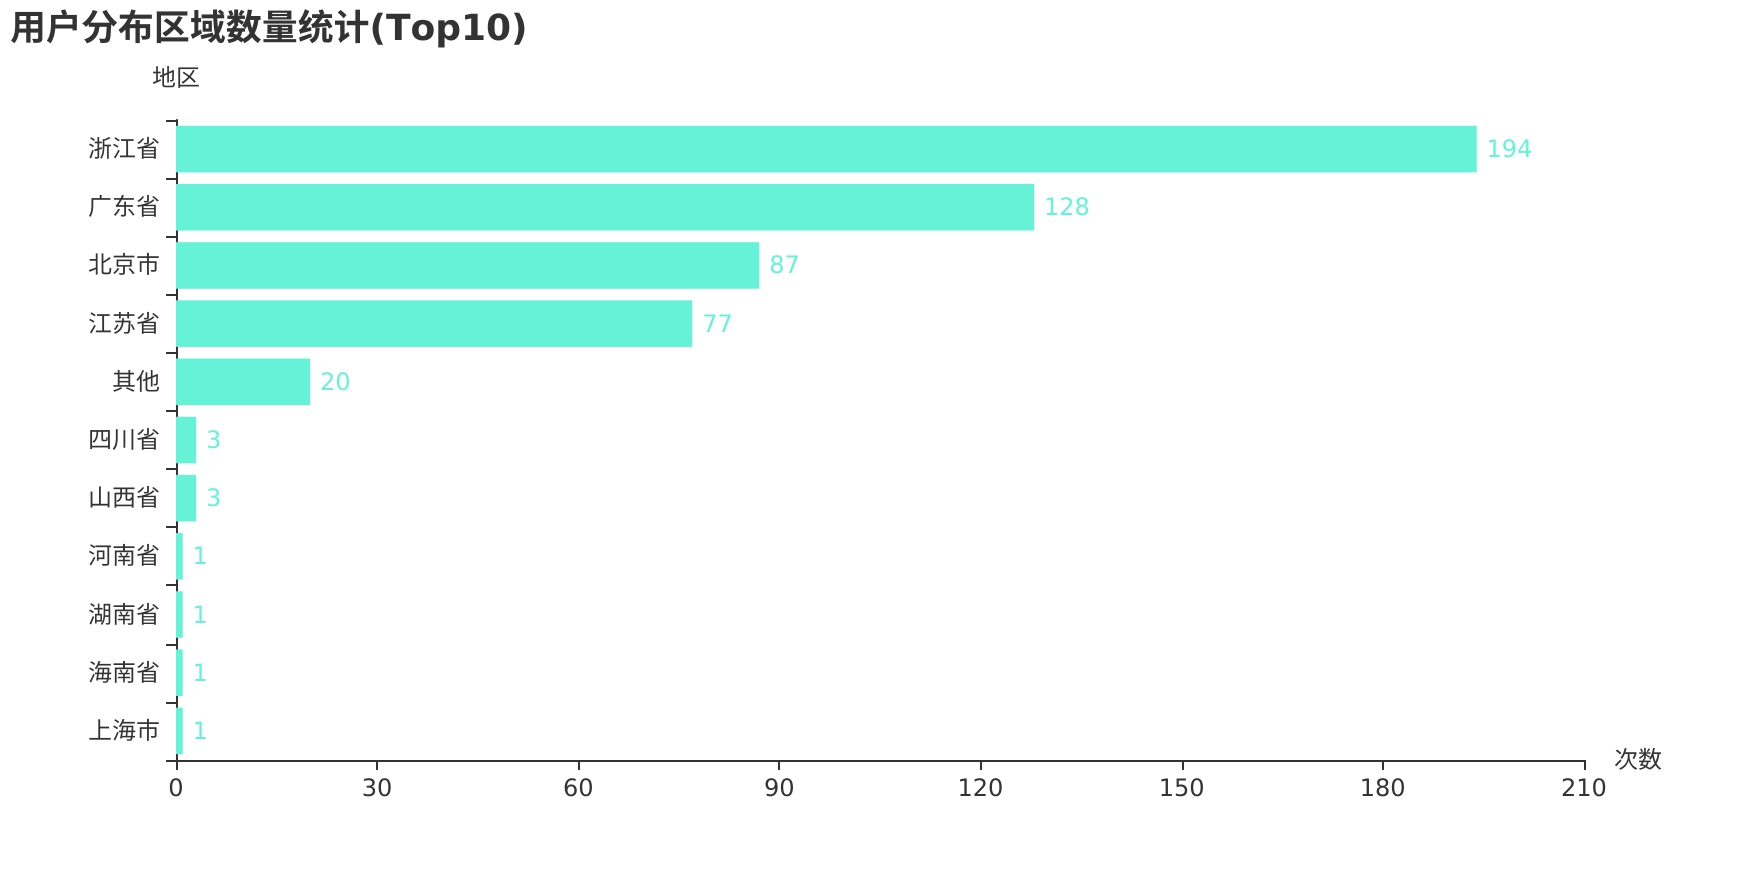 用户分布区域数量统计(Top10)
地区
浙江省 194
广东省 128
北京市 87
江苏省 77
其他 20
四川省 3
山西省 3
河南省 1
湖南省 1
海南省 1
上海市 1
次数
0 30 60 90 120 150 180 210